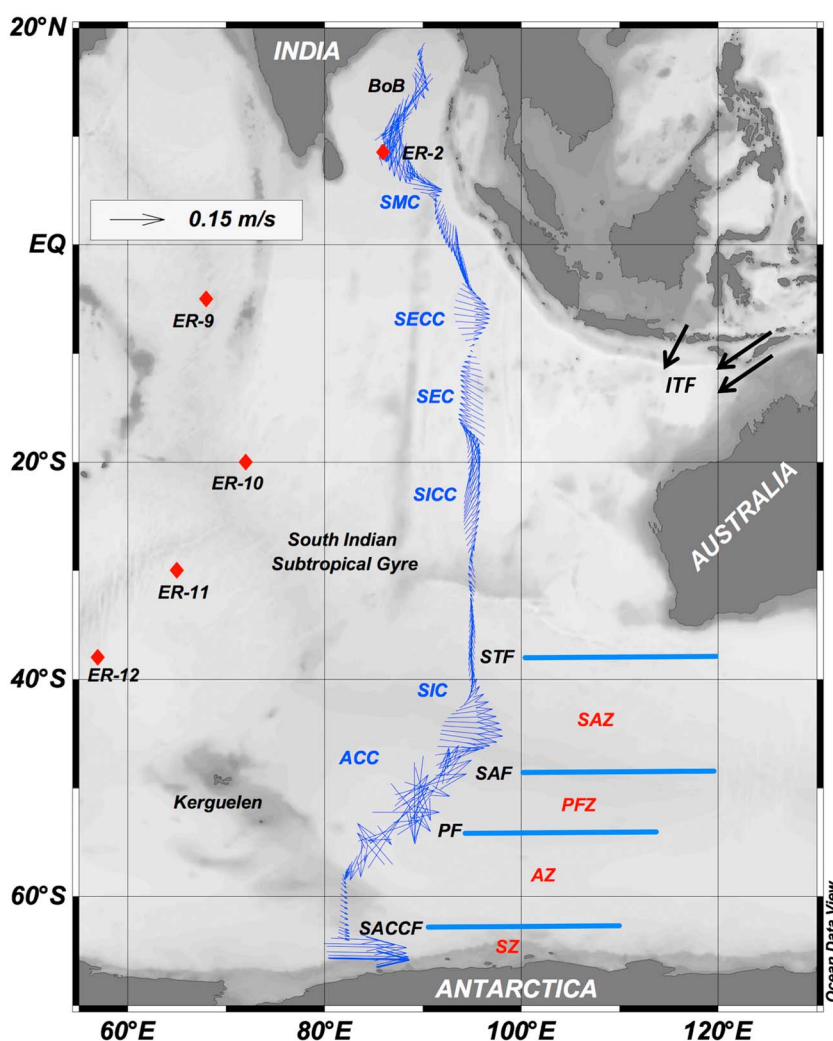 20°N
INDIA
BoB
ER-2
SMC
0.15 m/s
EQ
ER-9
SECC
ITF
SEC
20°S
ER-10
SICC
AUSTRALIA
South Indian
Subtropical Gyre
ER-11
STF
ER-12
40°S
SIC
SAZ
ACC
SAF
Kerguelen
PFZ
PF
AZ
60°S
SACCF
SZ
ANTARCTICA
Ocean Data View
60°E
80°E
100°E
120°E